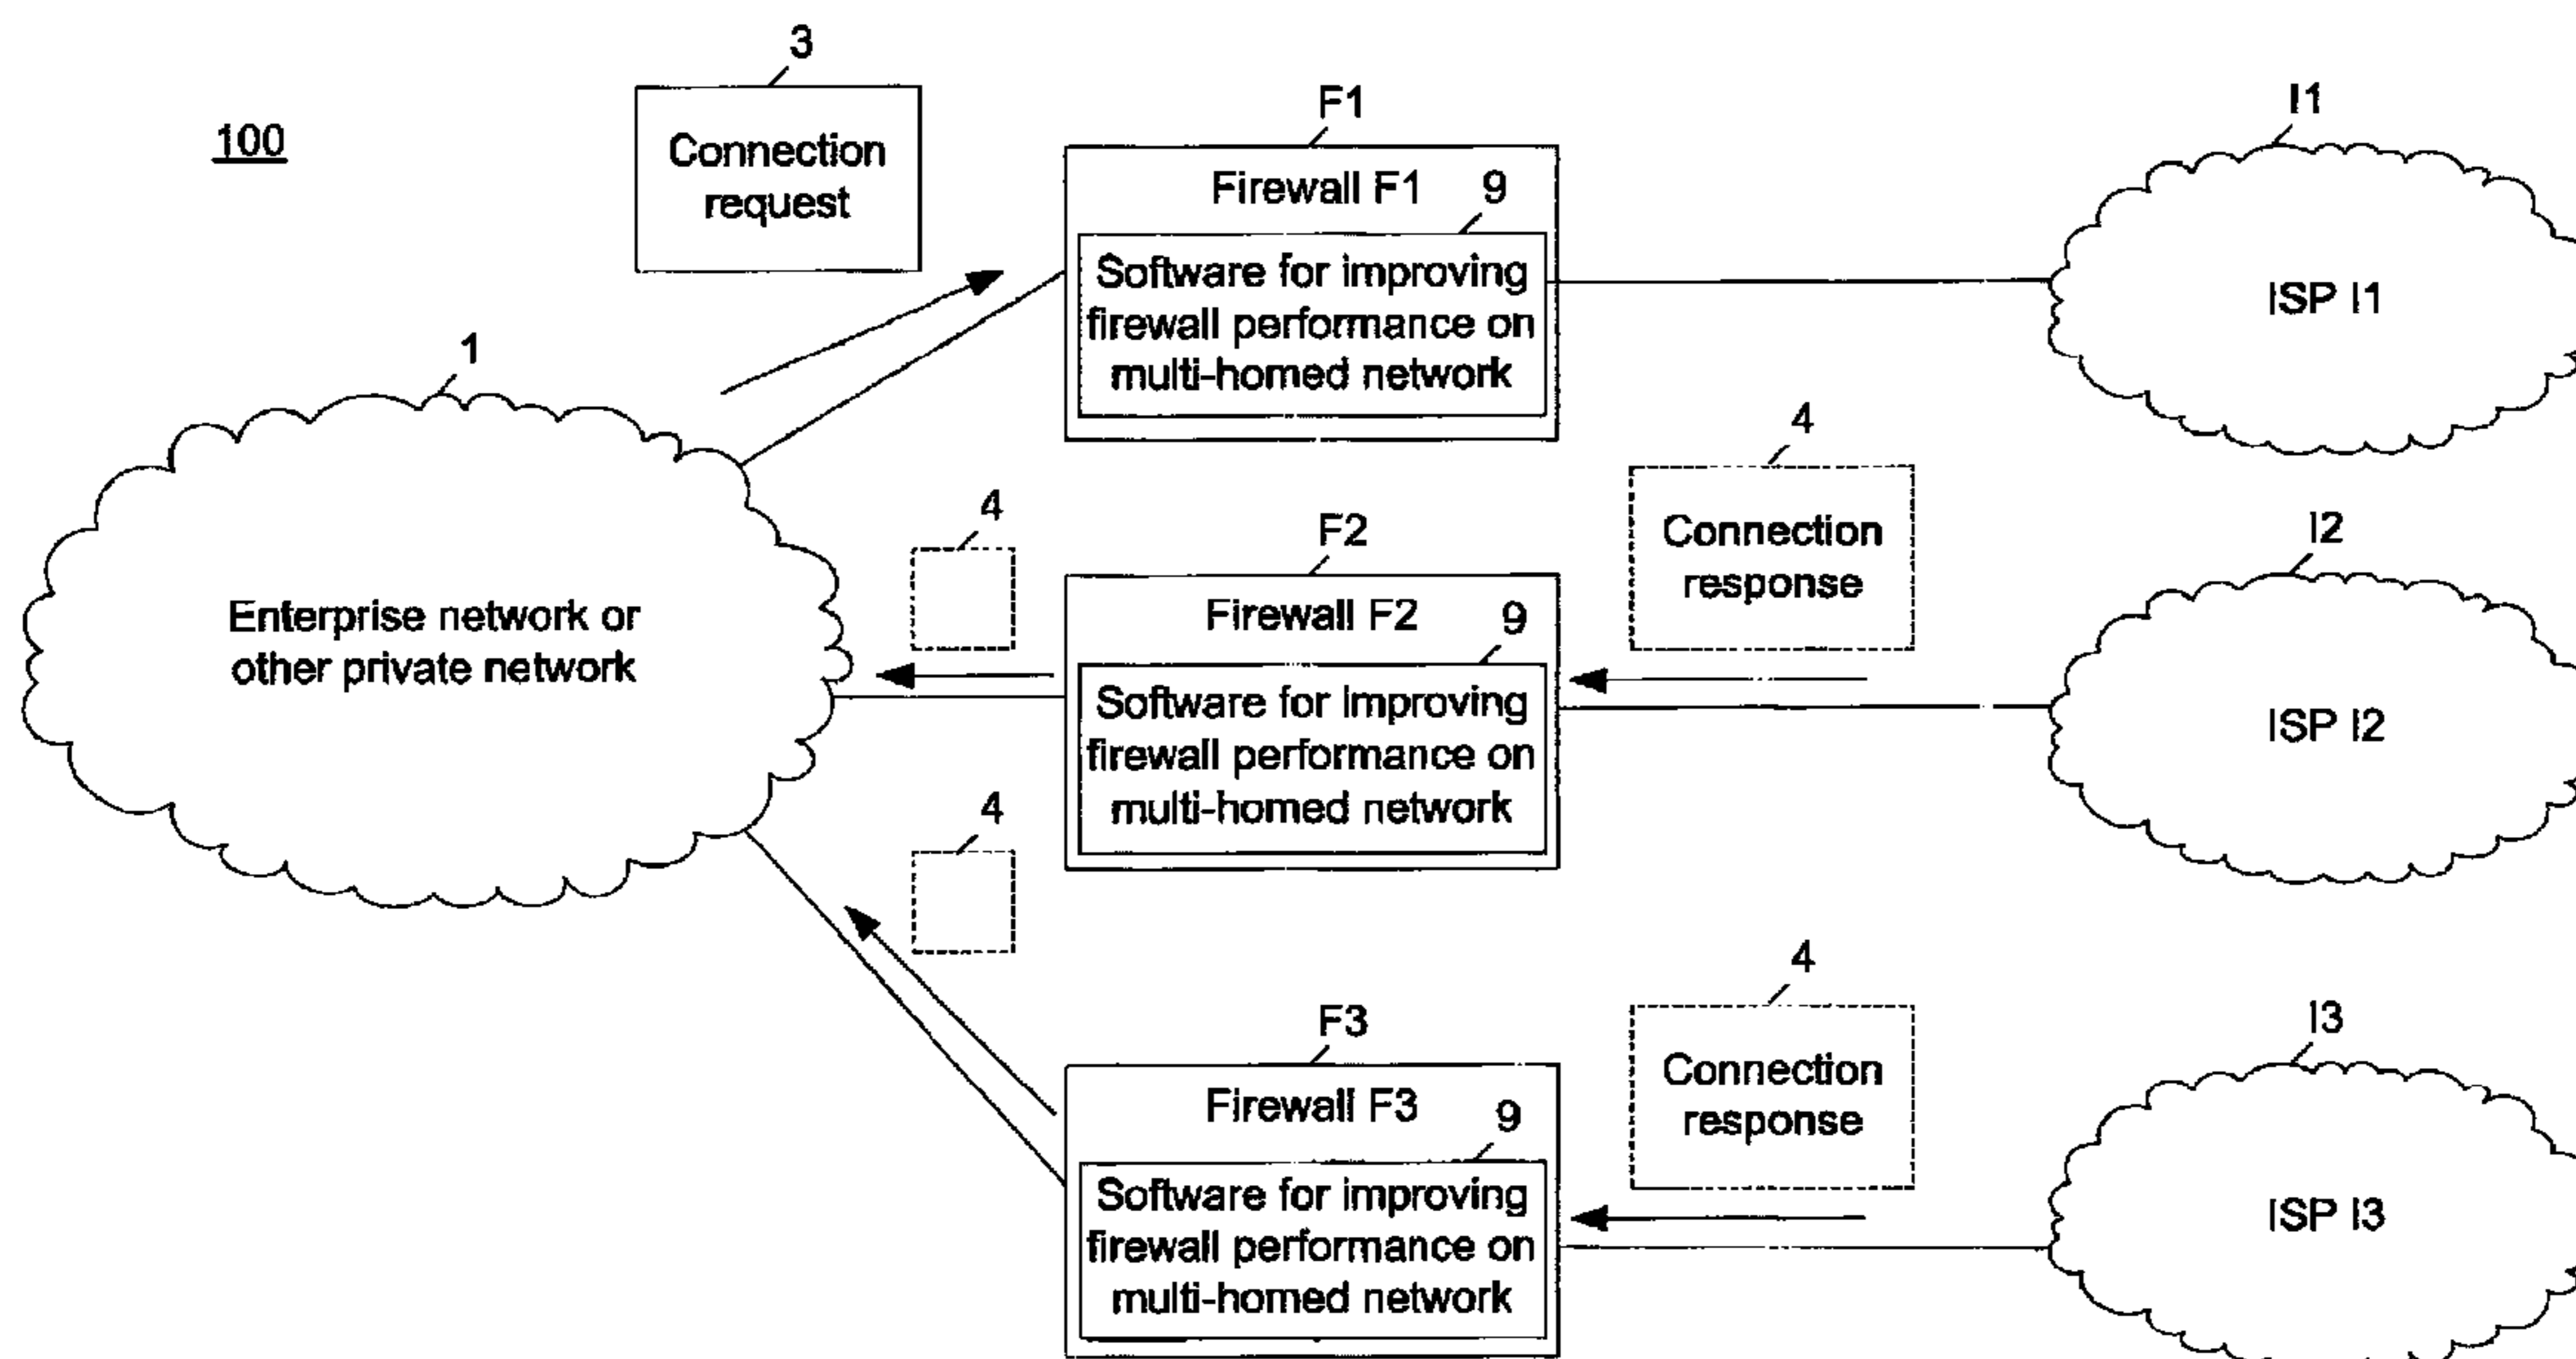 100
3
Connection
request
F1
Firewall F1
9
Software for improving
firewall performance on
multi-homed network
I1
ISP I1
1
Enterprise network or
other private network
4
4
Connection
response
F2
Firewall F2
9
Software for improving
firewall performance on
multi-homed network
I2
ISP I2
4
4
Connection
response
F3
Firewall F3
9
Software for improving
firewall performance on
multi-homed network
I3
ISP I3